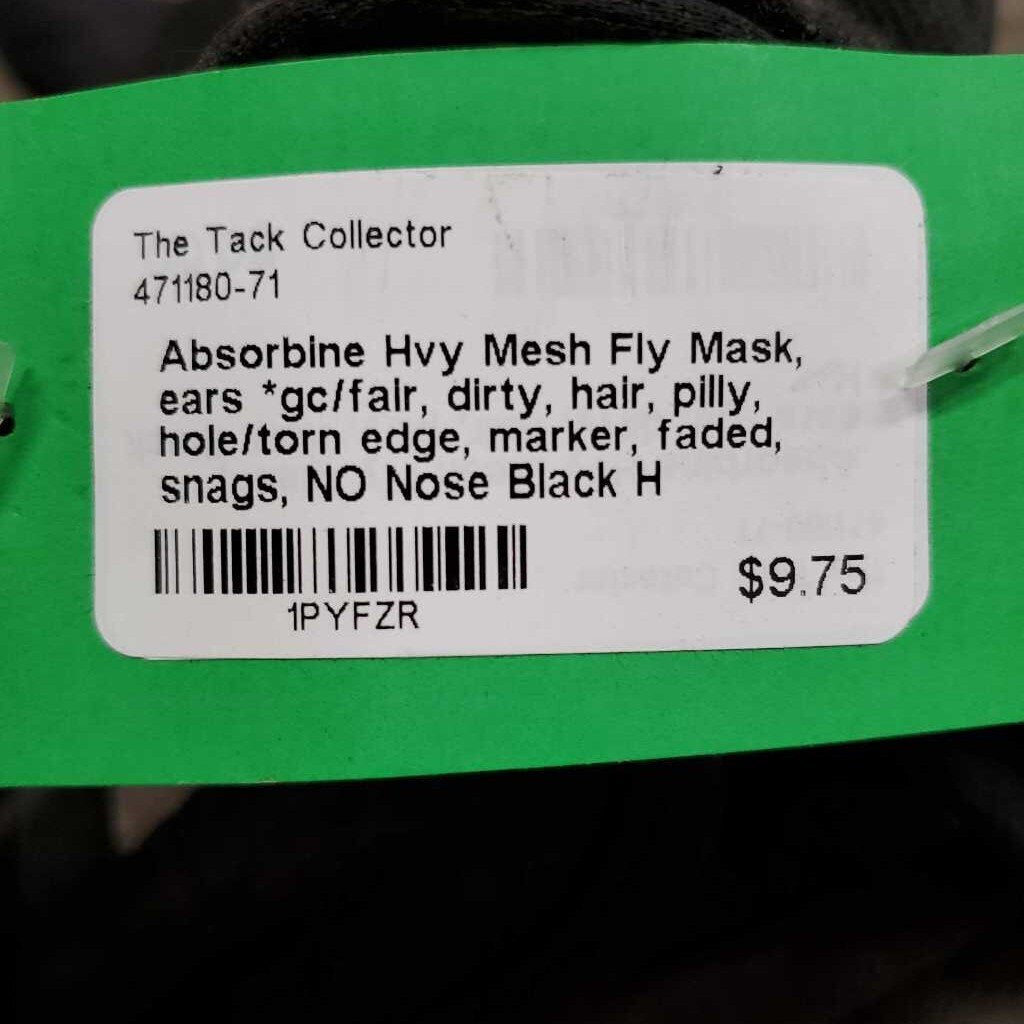 The Tack Collector
471180-71
Absorbine Hvy Mesh Fly Mask,
ears *gc/fair, dirty, hair, pilly,
hole/torn edge, marker, faded,
snags, NO Nose Black H
1PYFZR
$9.75